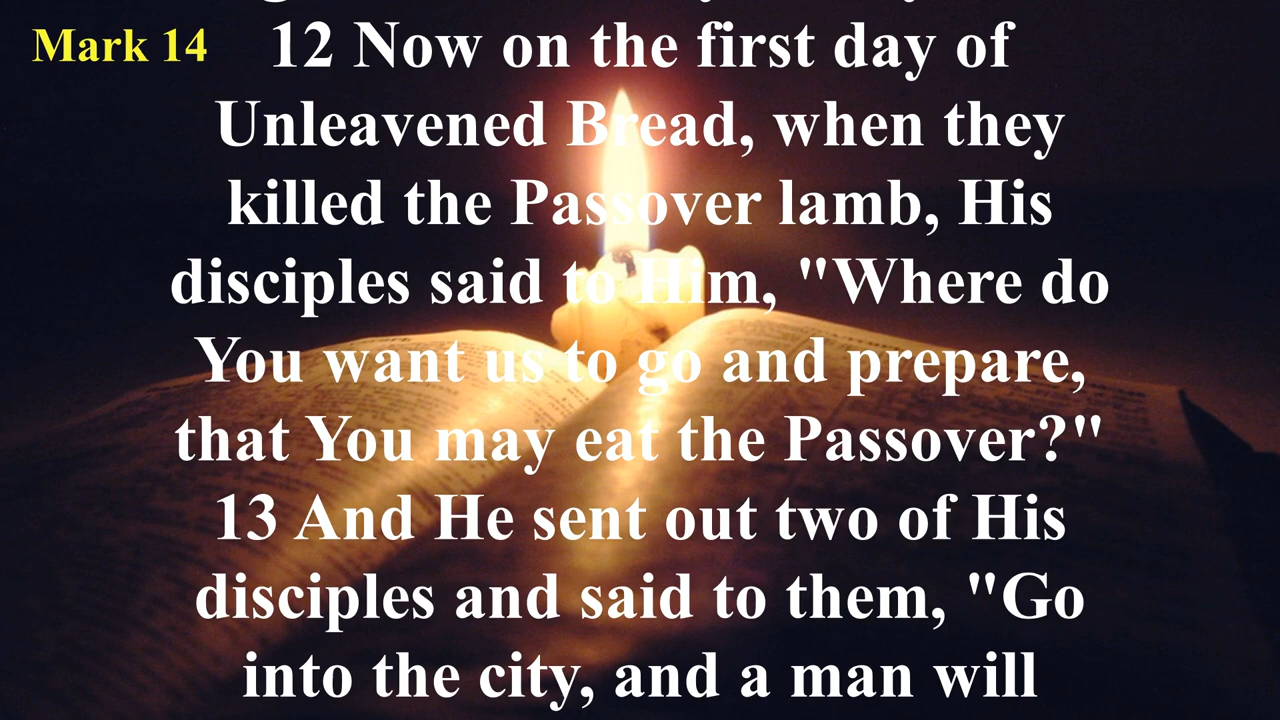 Mark 14
12 Now on the first day of
Unleavened Bread, when they
killed the Passover lamb, His
disciples said to Him, "Where do
You want us to go and prepare,
that You may eat the Passover?"
13 And He sent out two of His
disciples and said to them, "Go
into the city, and a man will